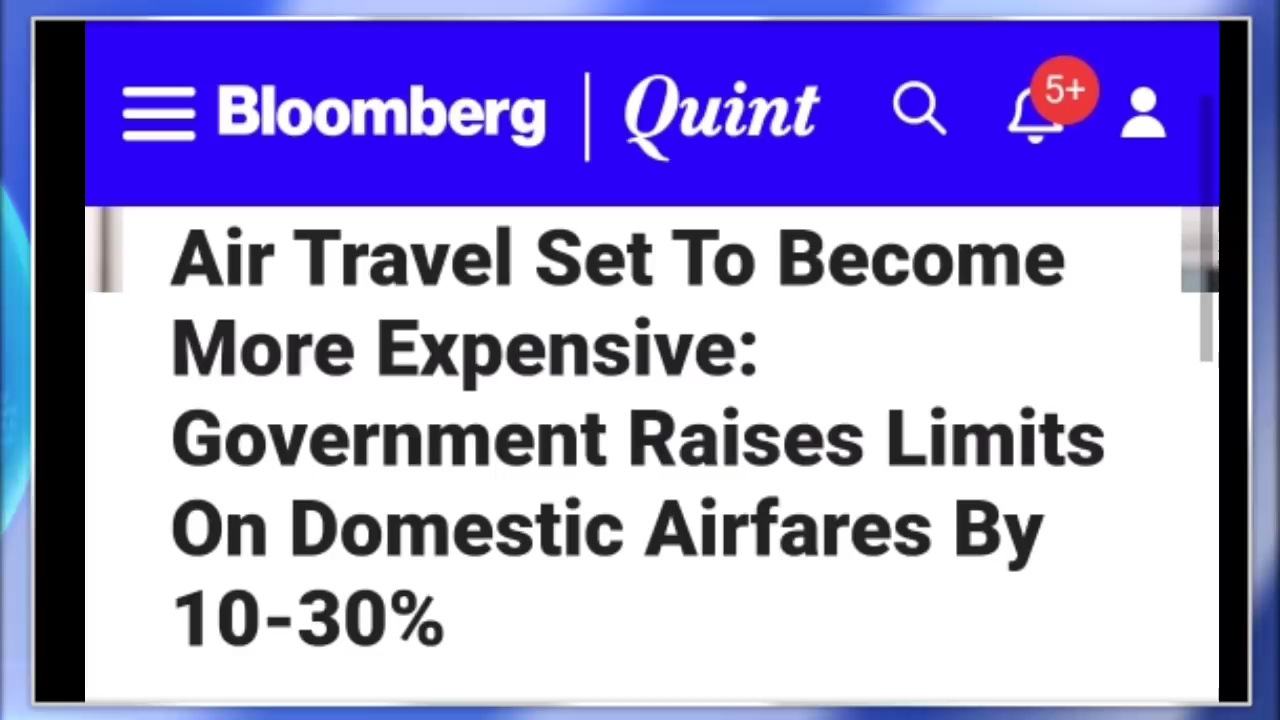 Bloomberg | Quint
5+
Air Travel Set To Become
More Expensive:
Government Raises Limits
On Domestic Airfares By
10-30%